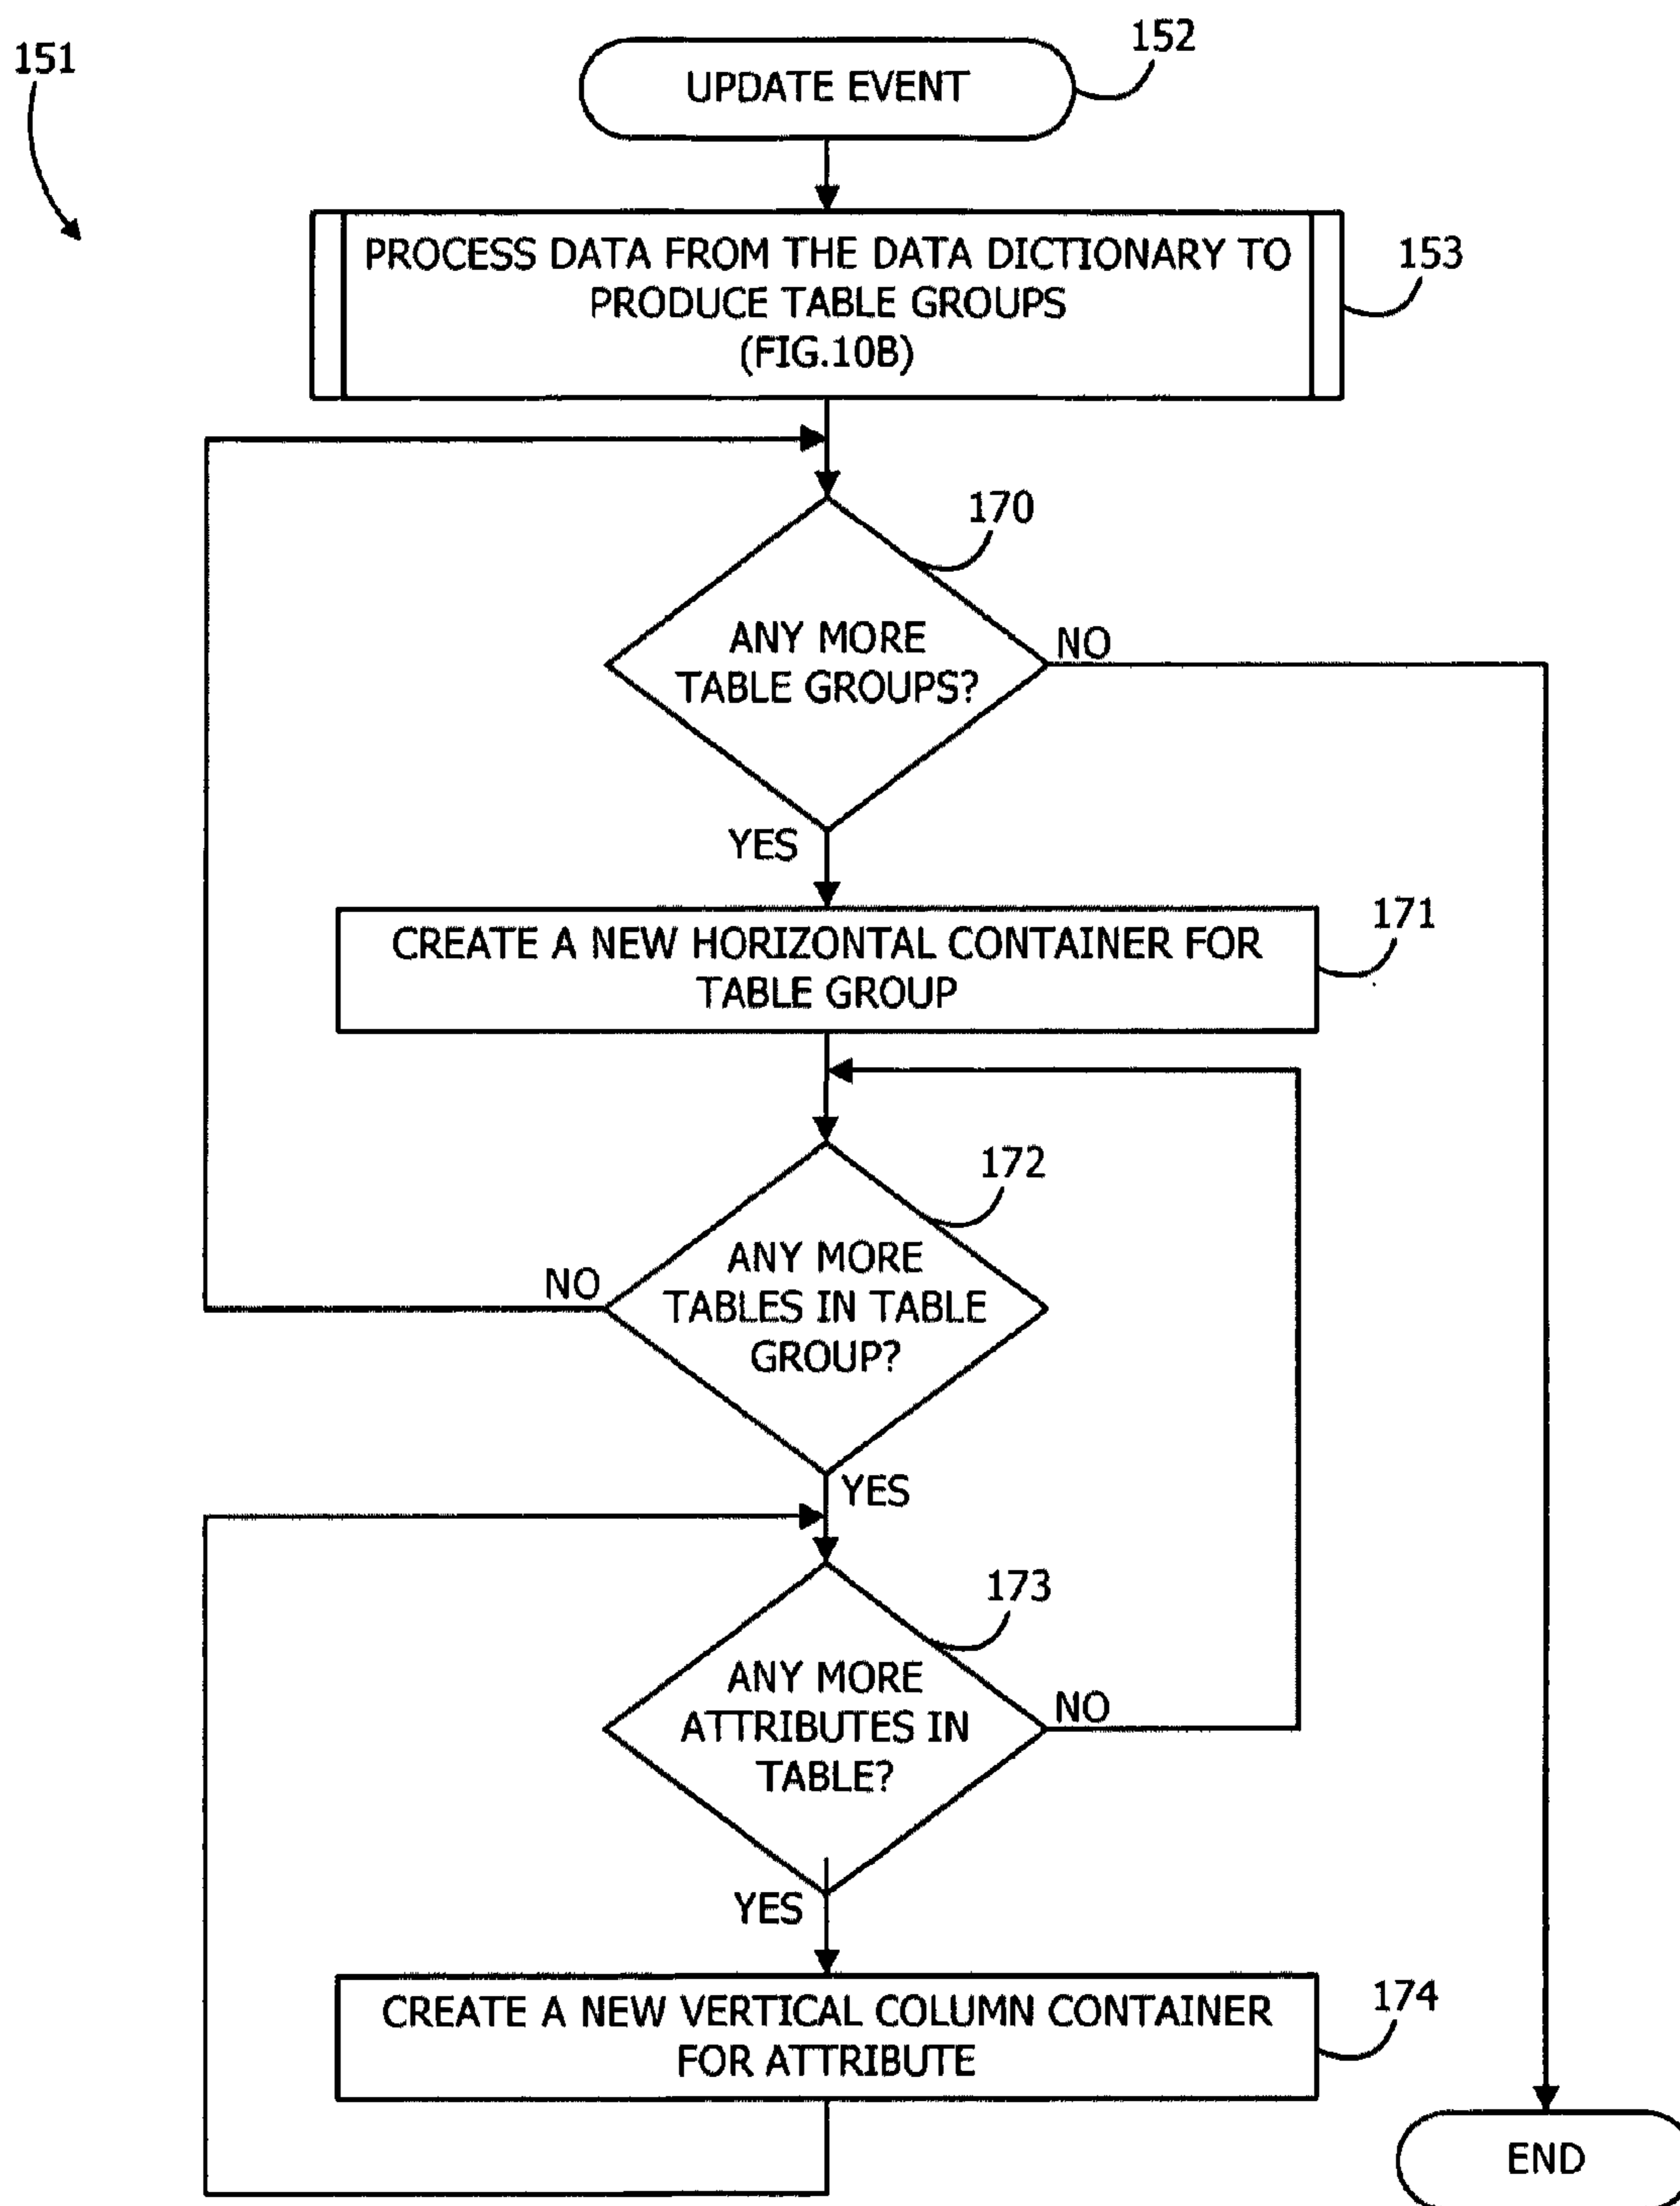 151
152
UPDATE EVENT
PROCESS DATA FROM THE DATA DICTIONARY TO
PRODUCE TABLE GROUPS
(FIG.10B)
153
170
ANY MORE
TABLE GROUPS?
NO
YES
CREATE A NEW HORIZONTAL CONTAINER FOR
TABLE GROUP
171
172
ANY MORE
TABLES IN TABLE
GROUP?
NO
YES
173
ANY MORE
ATTRIBUTES IN
TABLE?
NO
YES
CREATE A NEW VERTICAL COLUMN CONTAINER
FOR ATTRIBUTE
174
END